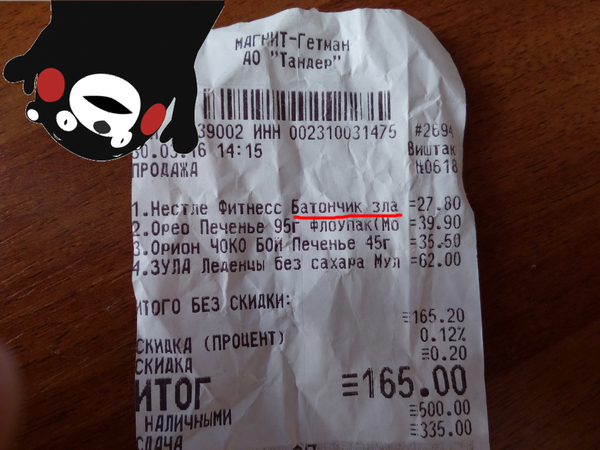 МАГНИТ-Гетман
АО "Тандер"
39002 ИНН 002310031475 #2694
30.03.16 14:15 Виштак
ПРОДАЖА №0618
1.Нестле Фитнесс Батончик зла =27.80
2.Орео Печенье 95г Флоупак(Мо =39.90
3.Орион ЧОКО БОЙ Печенье 45г =35.50
4.ЗУЛА Леденцы без сахара Мул =62.00
ИТОГО БЕЗ СКИДКИ:
≡165.20
СКИДКА (ПРОЦЕНТ) 0.12%
СКИДКА ≡0.20
ИТОГ ≡165.00
НАЛИЧНЫМИ ≡500.00
СДАЧА ≡335.00